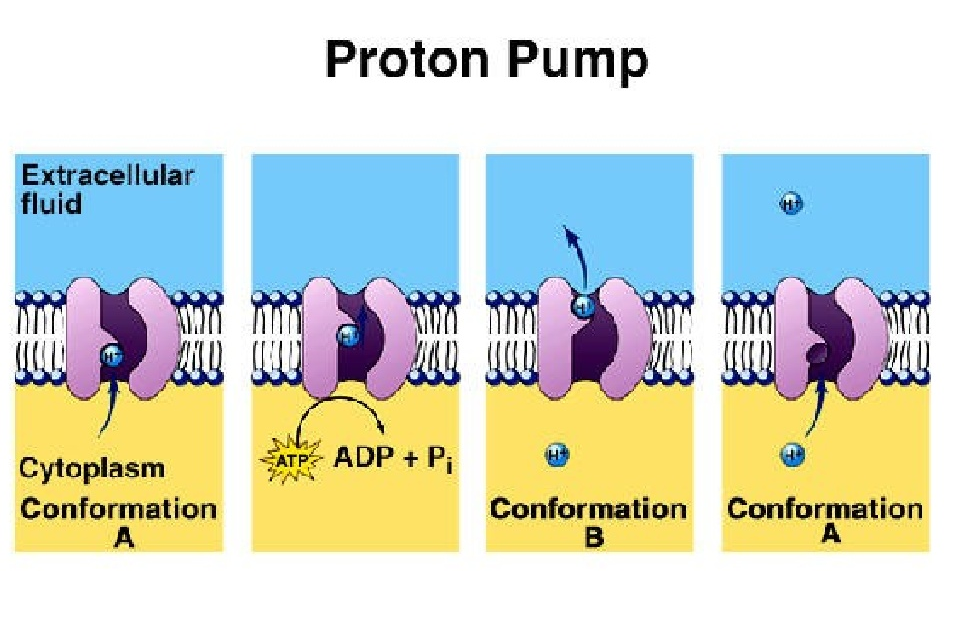 Proton Pump
Extracellular
fluid
H+
Cytoplasm
Conformation
A
H+
ATP
ADP + Pi
H+
H+
Conformation
B
H+
H+
Conformation
A